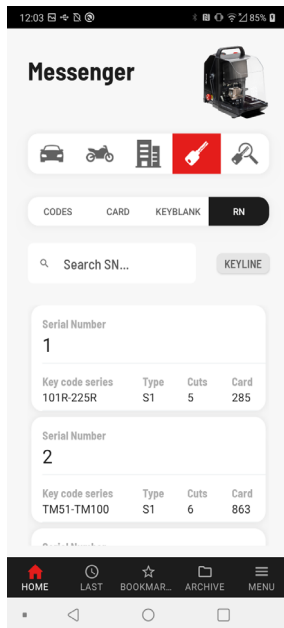 12:03 85%
Messenger
CODES CARD KEYBLANK RN
Search SN... KEYLINE
Serial Number
1
Key code series Type Cuts Card
101R-225R S1 5 285
Serial Number
2
Key code series Type Cuts Card
TM51-TM100 S1 6 863
Serial Number
HOME LAST BOOKMAR... ARCHIVE MENU